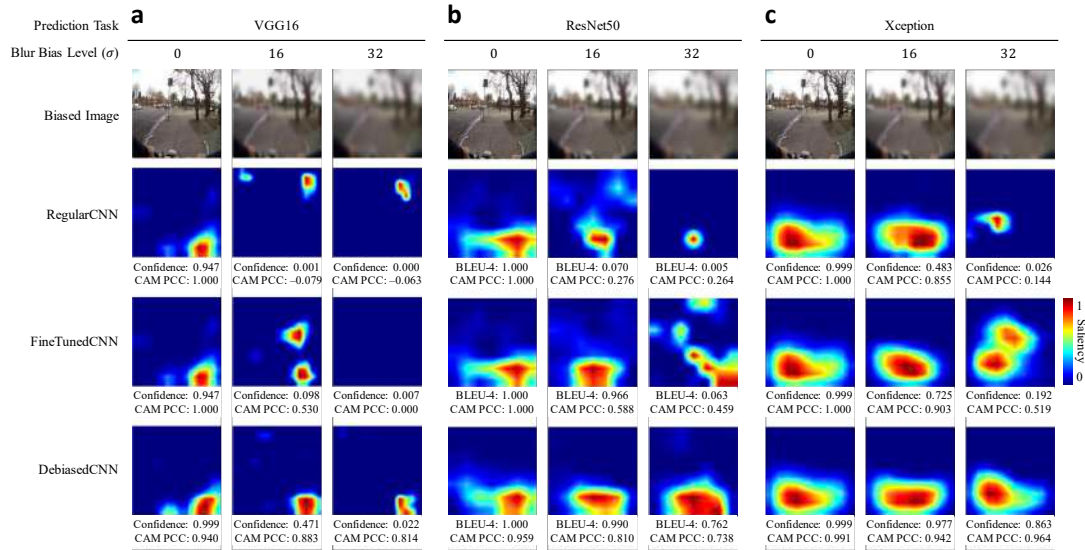 a b c
Prediction Task VGG16 ResNet50 Xception
Blur Bias Level (σ) 0 16 32 0 16 32 0 16 32
Biased Image
RegularCNN
Confidence: 0.947 Confidence: 0.001 Confidence: 0.000 BLEU-4: 1.000 BLEU-4: 0.070 BLEU-4: 0.005 Confidence: 0.999 Confidence: 0.483 Confidence: 0.026
CAM PCC: 1.000 CAM PCC: −0.079 CAM PCC: −0.063 CAM PCC: 1.000 CAM PCC: 0.276 CAM PCC: 0.264 CAM PCC: 1.000 CAM PCC: 0.855 CAM PCC: 0.144
1
Saliency
0
FineTunedCNN
Confidence: 0.947 Confidence: 0.098 Confidence: 0.007 BLEU-4: 1.000 BLEU-4: 0.966 BLEU-4: 0.063 Confidence: 0.999 Confidence: 0.725 Confidence: 0.192
CAM PCC: 1.000 CAM PCC: 0.530 CAM PCC: 0.000 CAM PCC: 1.000 CAM PCC: 0.588 CAM PCC: 0.459 CAM PCC: 1.000 CAM PCC: 0.903 CAM PCC: 0.519
DebiasedCNN
Confidence: 0.999 Confidence: 0.471 Confidence: 0.022 BLEU-4: 1.000 BLEU-4: 0.990 BLEU-4: 0.762 Confidence: 0.999 Confidence: 0.977 Confidence: 0.863
CAM PCC: 0.940 CAM PCC: 0.883 CAM PCC: 0.814 CAM PCC: 0.959 CAM PCC: 0.810 CAM PCC: 0.738 CAM PCC: 0.991 CAM PCC: 0.942 CAM PCC: 0.964